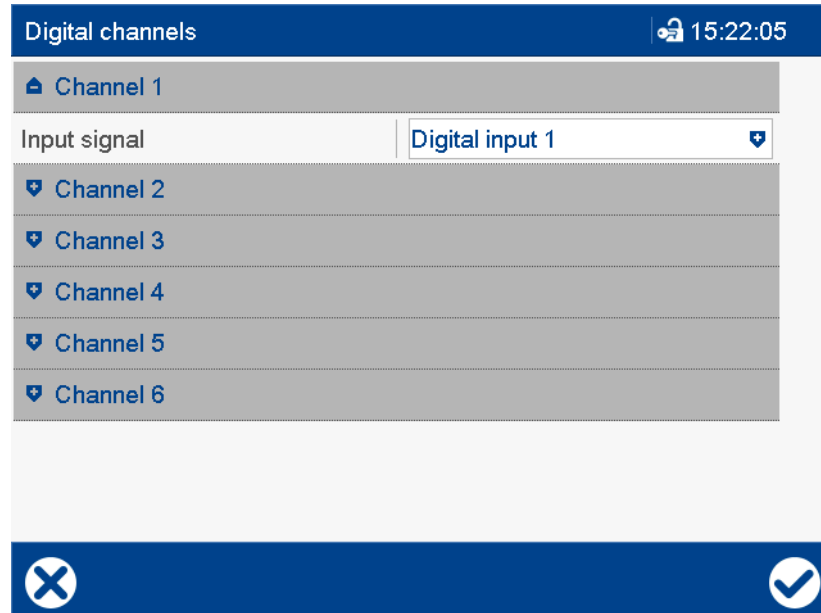 Digital channels 15:22:05
Channel 1
Input signal Digital input 1
Channel 2
Channel 3
Channel 4
Channel 5
Channel 6